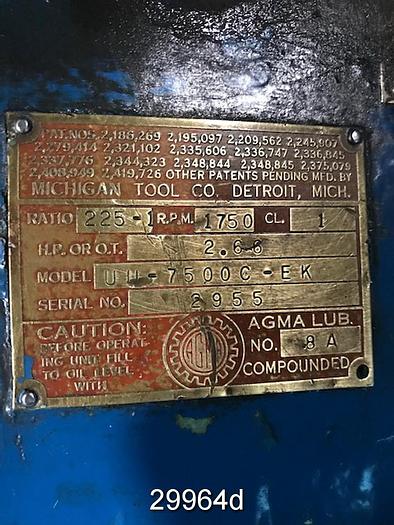 PAT. NOS. 2,186,269 2,195,097 2,209,562 2,245,907
2,279,414 2,321,102 2,335,606 2,336,747 2,336,845
2,337,776 2,344,323 2,348,844 2,348,845 2,375,079
2,408,949 2,419,726 OTHER PATENTS PENDING MFD. BY
MICHIGAN TOOL CO. DETROIT, MICH.
RATIO 225-1 R.P.M. 1750 CL. 1
H.P. OR O.T. 2.66
MODEL UH-7500C-EK
SERIAL NO. 2955
CAUTION:
BEFORE OPERAT-
ING UNIT FILL
TO OIL LEVEL
WITH
AGMA
AGMA LUB.
NO. 8A
COMPOUNDED
29964d